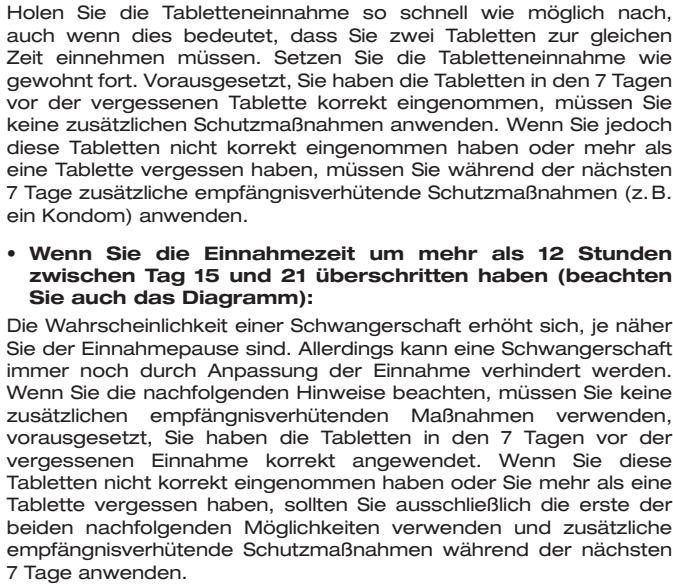 Holen Sie die Tabletteneinnahme so schnell wie möglich nach,
auch wenn dies bedeutet, dass Sie zwei Tabletten zur gleichen
Zeit einnehmen müssen. Setzen Sie die Tabletteneinnahme wie
gewohnt fort. Vorausgesetzt, Sie haben die Tabletten in den 7 Tagen
vor der vergessenen Tablette korrekt eingenommen, müssen Sie
keine zusätzlichen Schutzmaßnahmen anwenden. Wenn Sie jedoch
diese Tabletten nicht korrekt eingenommen haben oder mehr als
eine Tablette vergessen haben, müssen Sie während der nächsten
7 Tage zusätzliche empfängnisverhütende Schutzmaßnahmen (z. B.
ein Kondom) anwenden.
• Wenn Sie die Einnahmezeit um mehr als 12 Stunden
zwischen Tag 15 und 21 überschritten haben (beachten
Sie auch das Diagramm):
Die Wahrscheinlichkeit einer Schwangerschaft erhöht sich, je näher
Sie der Einnahmepause sind. Allerdings kann eine Schwangerschaft
immer noch durch Anpassung der Einnahme verhindert werden.
Wenn Sie die nachfolgenden Hinweise beachten, müssen Sie keine
zusätzlichen empfängnisverhütenden Maßnahmen verwenden,
vorausgesetzt, Sie haben die Tabletten in den 7 Tagen vor der
vergessenen Einnahme korrekt angewendet. Wenn Sie diese
Tabletten nicht korrekt eingenommen haben oder Sie mehr als eine
Tablette vergessen haben, sollten Sie ausschließlich die erste der
beiden nachfolgenden Möglichkeiten verwenden und zusätzliche
empfängnisverhütende Schutzmaßnahmen während der nächsten
7 Tage anwenden.